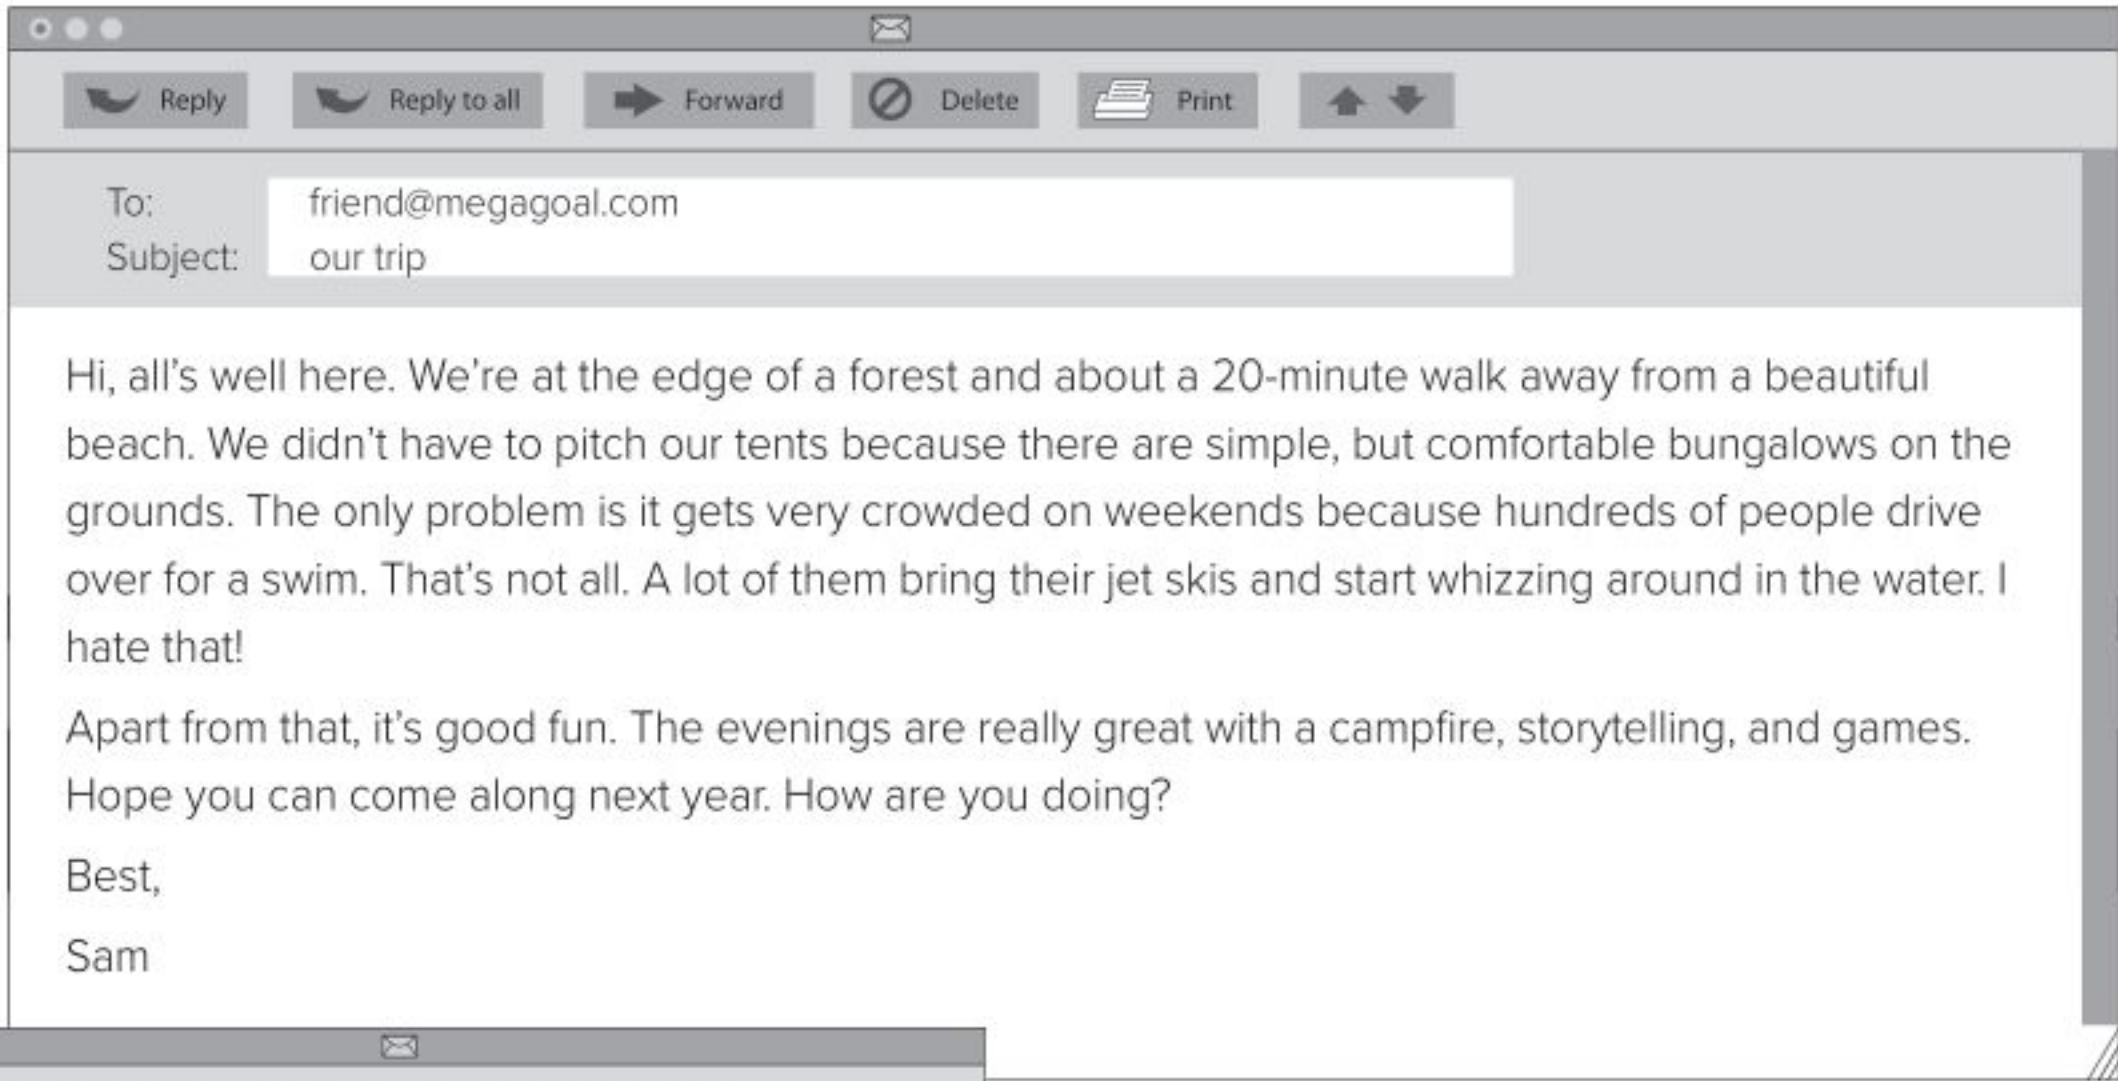 Reply Reply to all Forward Delete Print
To: friend@megagoal.com
Subject: our trip
Hi, all's well here. We're at the edge of a forest and about a 20-minute walk away from a beautiful
beach. We didn't have to pitch our tents because there are simple, but comfortable bungalows on the
grounds. The only problem is it gets very crowded on weekends because hundreds of people drive
over for a swim. That's not all. A lot of them bring their jet skis and start whizzing around in the water. I
hate that!
Apart from that, it's good fun. The evenings are really great with a campfire, storytelling, and games.
Hope you can come along next year. How are you doing?
Best,
Sam